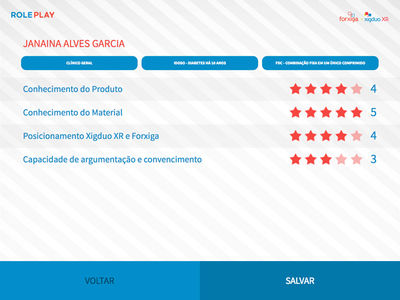 ROLEPLAY
forxiga xigduo XR
JANAINA ALVES GARCIA
CLÍNICO GERAL
IDOSO - DIABETES HÁ 10 ANOS
FDC - COMBINAÇÃO FIXA EM UM ÚNICO COMPRIMIDO
Conhecimento do Produto 4
Conhecimento do Material 5
Posicionamento Xigduo XR e Forxiga 4
Capacidade de argumentação e convencimento 3
VOLTAR
SALVAR